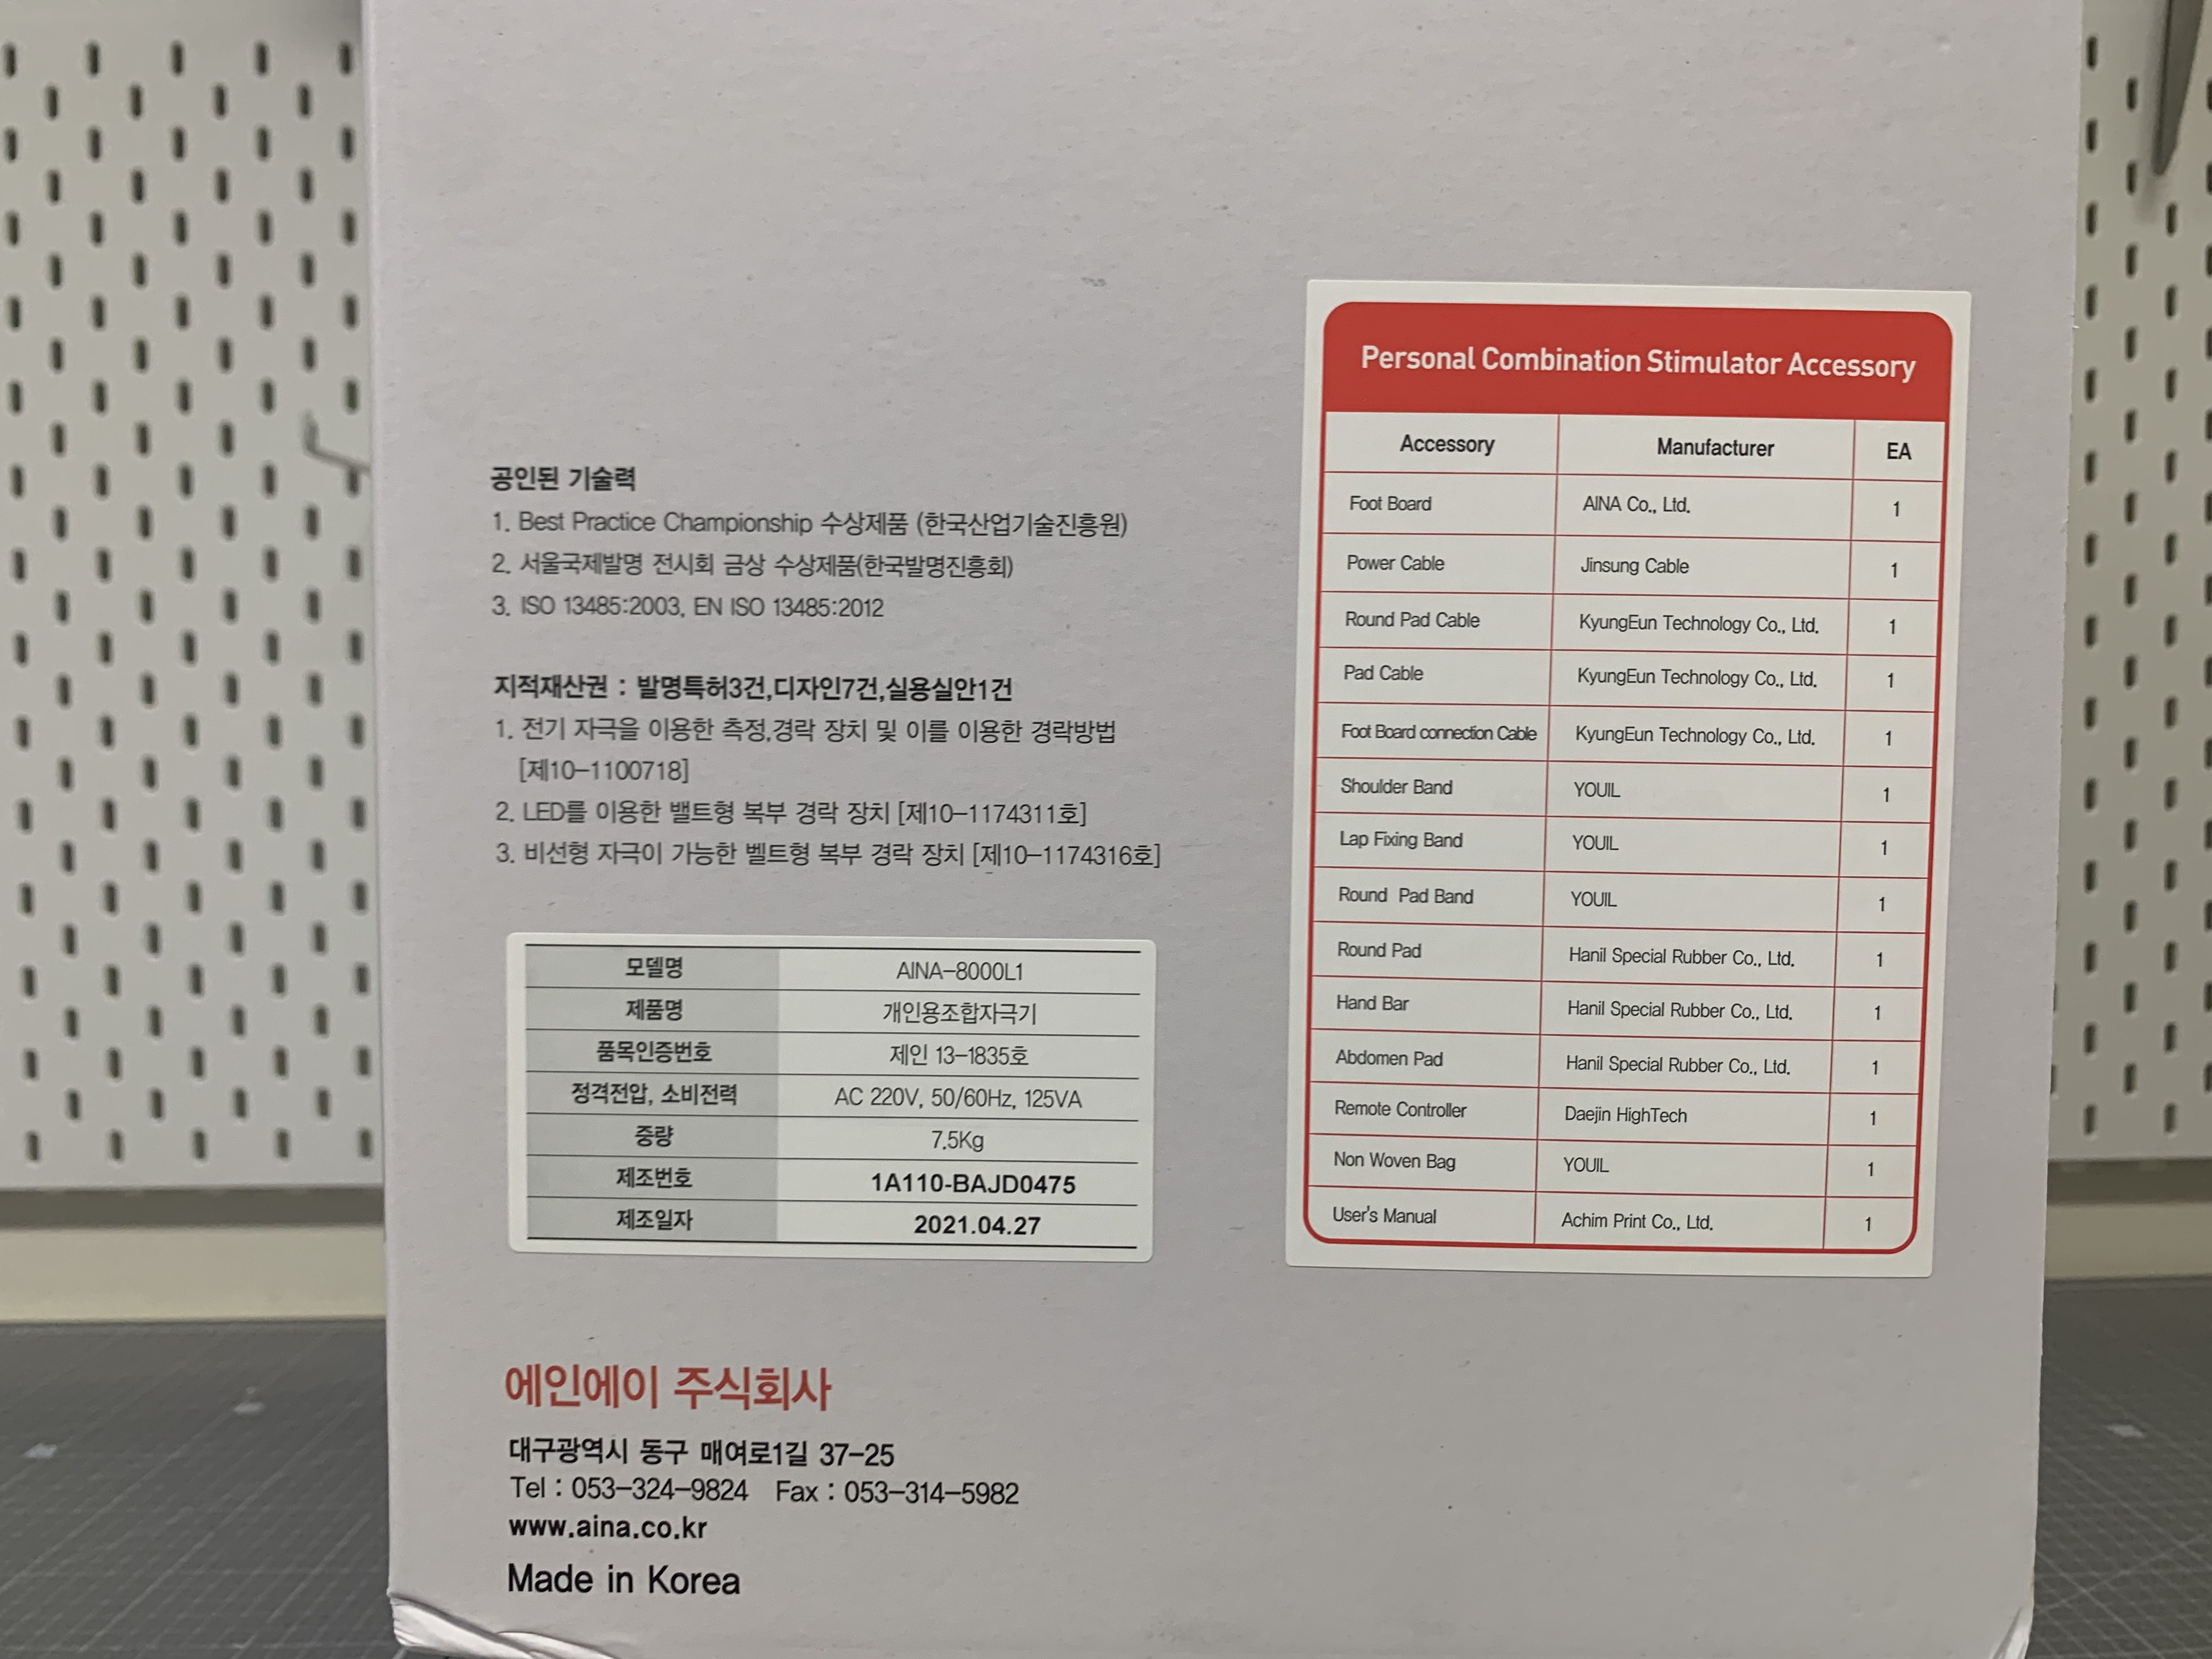 공인된 기술력
1. Best Practice Championship 수상제품 (한국산업기술진흥원)
2. 서울국제발명 전시회 금상 수상제품(한국발명진흥회)
3. ISO 13485:2003, EN ISO 13485:2012
지적재산권 : 발명특허3건,디자인7건,실용실안1건
1. 전기 자극을 이용한 측정,경락 장치 및 이를 이용한 경락방법
[제10-1100718]
2. LED를 이용한 밸트형 복부 경락 장치 [제10-1174311호]
3. 비선형 자극이 가능한 벨트형 복부 경락 장치 [제10-1174316호]
모델명 AINA-8000L1
제품명 개인용조합자극기
품목인증번호 제인 13-1835호
정격전압, 소비전력 AC 220V, 50/60Hz, 125VA
중량 7.5Kg
제조번호 1A110-BAJD0475
제조일자 2021.04.27
에인에이 주식회사
대구광역시 동구 매여로1길 37-25
Tel : 053-324-9824 Fax : 053-314-5982
www.aina.co.kr
Made in Korea
Personal Combination Stimulator Accessory
Accessory Manufacturer EA
Foot Board AINA Co., Ltd. 1
Power Cable Jinsung Cable 1
Round Pad Cable KyungEun Technology Co., Ltd. 1
Pad Cable KyungEun Technology Co., Ltd. 1
Foot Board connection Cable KyungEun Technology Co., Ltd. 1
Shoulder Band YOUIL 1
Lap Fixing Band YOUIL 1
Round Pad Band YOUIL 1
Round Pad Hanil Special Rubber Co., Ltd. 1
Hand Bar Hanil Special Rubber Co., Ltd. 1
Abdomen Pad Hanil Special Rubber Co., Ltd. 1
Remote Controller Daejin HighTech 1
Non Woven Bag YOUIL 1
User's Manual Achim Print Co., Ltd. 1